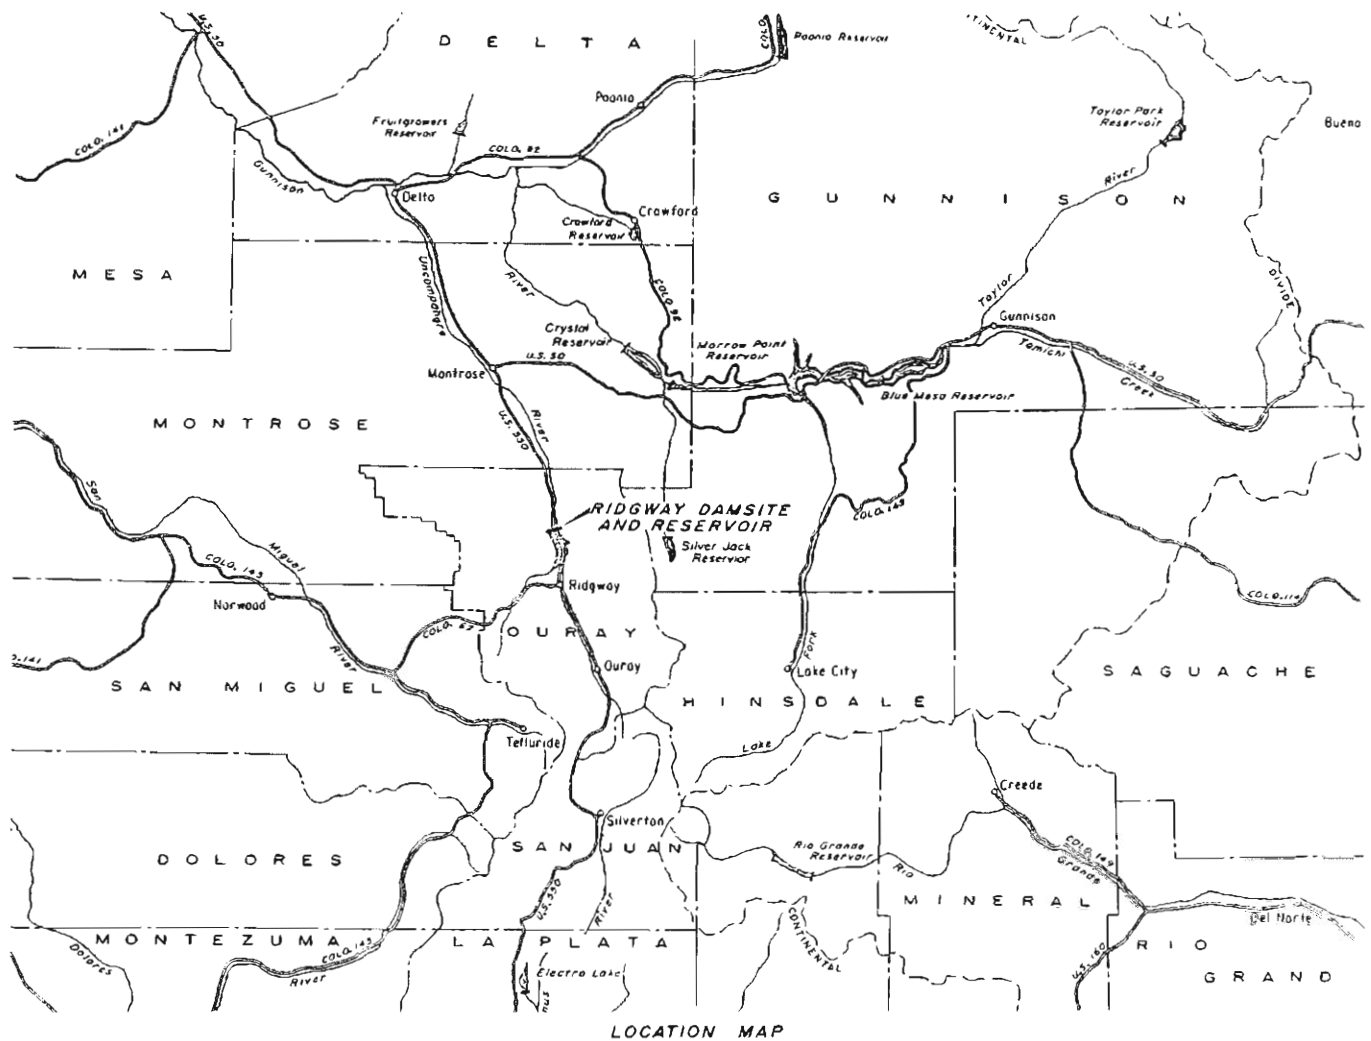 U.S. 50
DELTA
COLO.
Paonia Reservoir
TINENTAL
COLO. 141
Paonia
Fruitgrowers
Reservoir
Taylor Park
Reservoir
Bueno
COLO. 92
Gunnison
Delta
River
GUNNISON
Crawford
Crawford
Reservoir
MESA
Uncompahgre
River
COLO. 92
DIVIDE
Taylor
Crystal
Reservoir
Gunnison
Morrow Point
Reservoir
Tomichi
U.S. 50
Montrose
U.S. 50
Creek
Blue Mesa Reservoir
MONTROSE
U.S. 550
River
San
RIDGWAY DAMSITE
AND RESERVOIR
COLO. 149
Miguel
Silver Jack
Reservior
COLO. 145
Ridgway
Norwood
COLO. 114
COLO. 62
OURAY
Fork
River
O.141
Ouray
Lake City
SAGUACHE
SAN MIGUEL
HINSDALE
Telluride
Lake
Creede
Silverton
DOLORES
SAN JUAN
Rio Grande
Reservoir
Rio
COLO. 149
Grande
MINERAL
U.S. 550
River
CONTINENTAL
Del Norte
MONTEZUMA
LA PLATA
RIO
Dolores
COLO. 145
River
Electra Lake
nus
U.S. 160
GRAND
LOCATION MAP